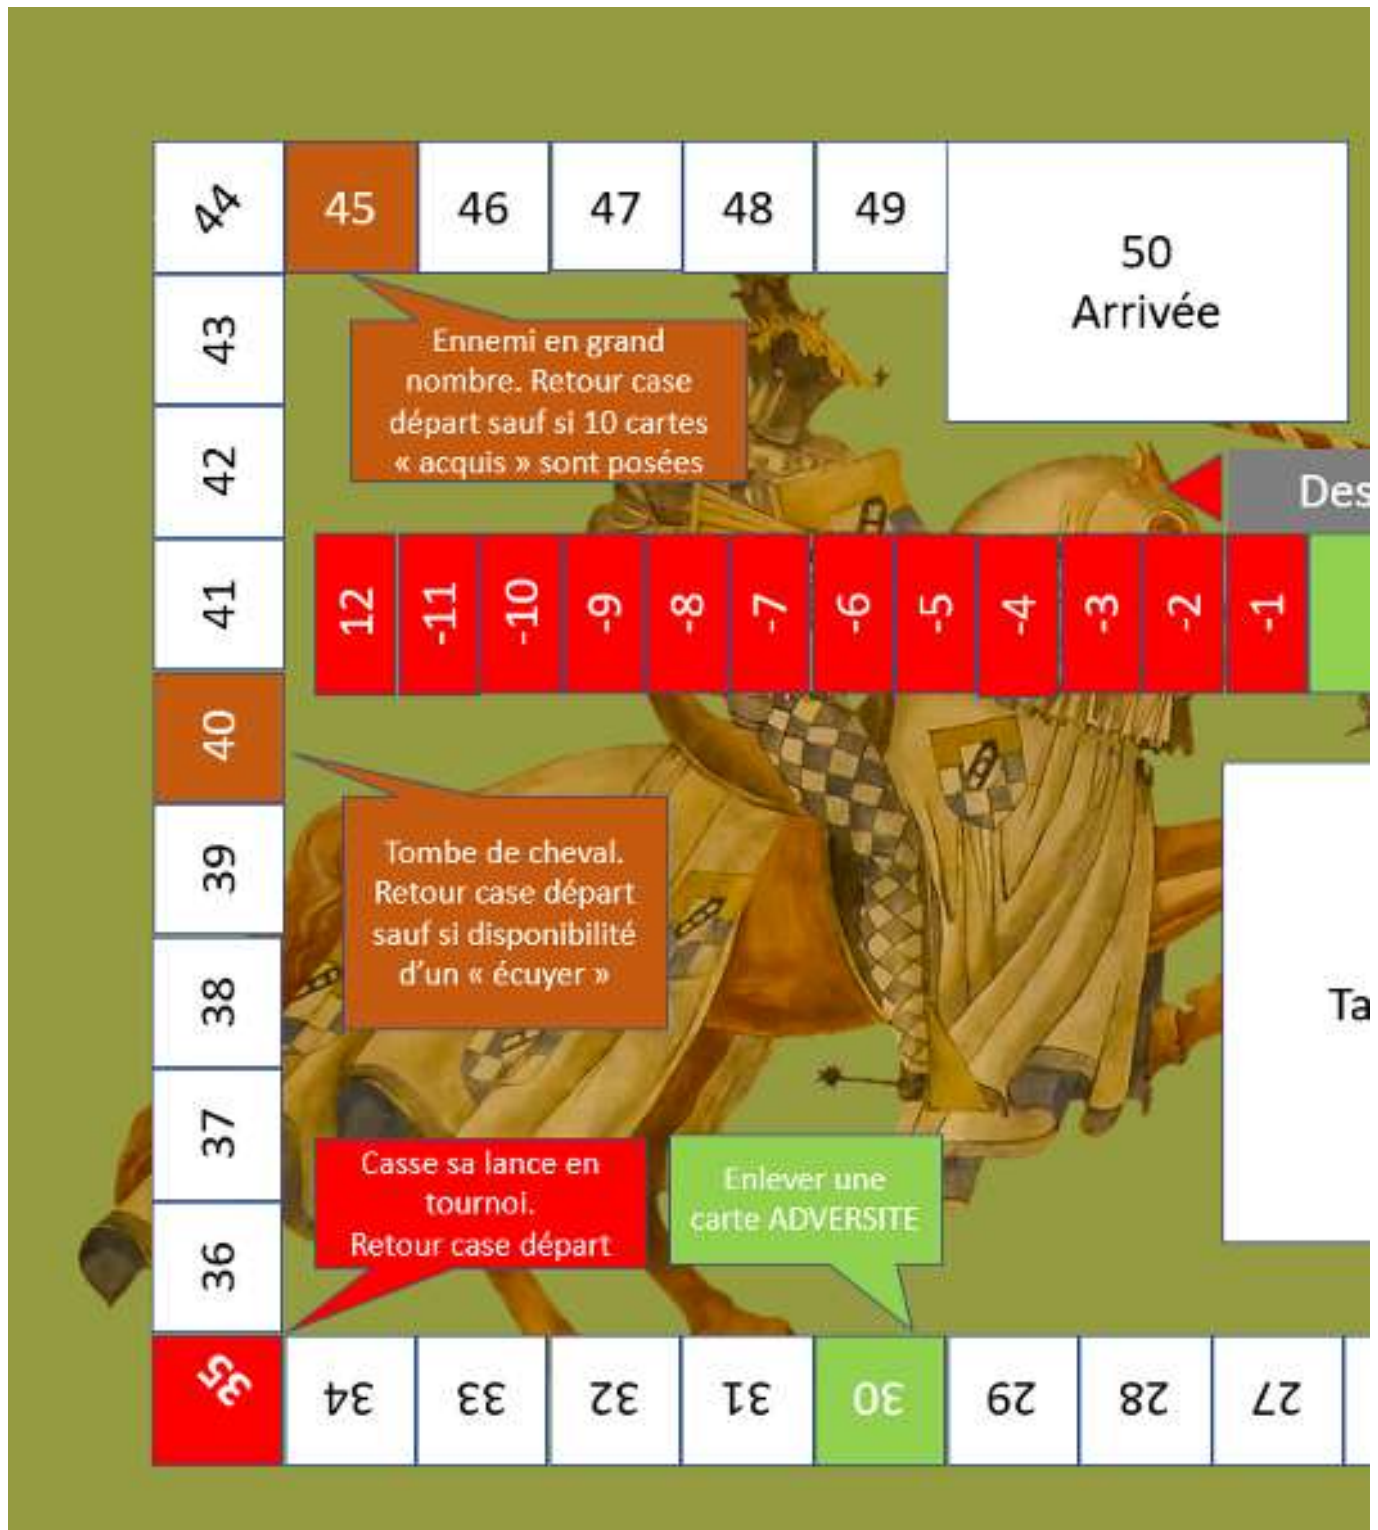 44
45
46
47
48
49
50
Arrivée
43
Ennemi en grand
nombre. Retour case
départ sauf si 10 cartes
« acquis » sont posées
42
Des
41
12
-11
-10
-9
-8
-7
-6
-5
-4
-3
-2
-1
40
39
Tombe de cheval.
Retour case départ
sauf si disponibilité
d'un « écuyer »
38
Ta
37
Casse sa lance en
tournoi.
Retour case départ
Enlever une
carte ADVERSITE
36
35
34
33
32
31
30
29
28
27